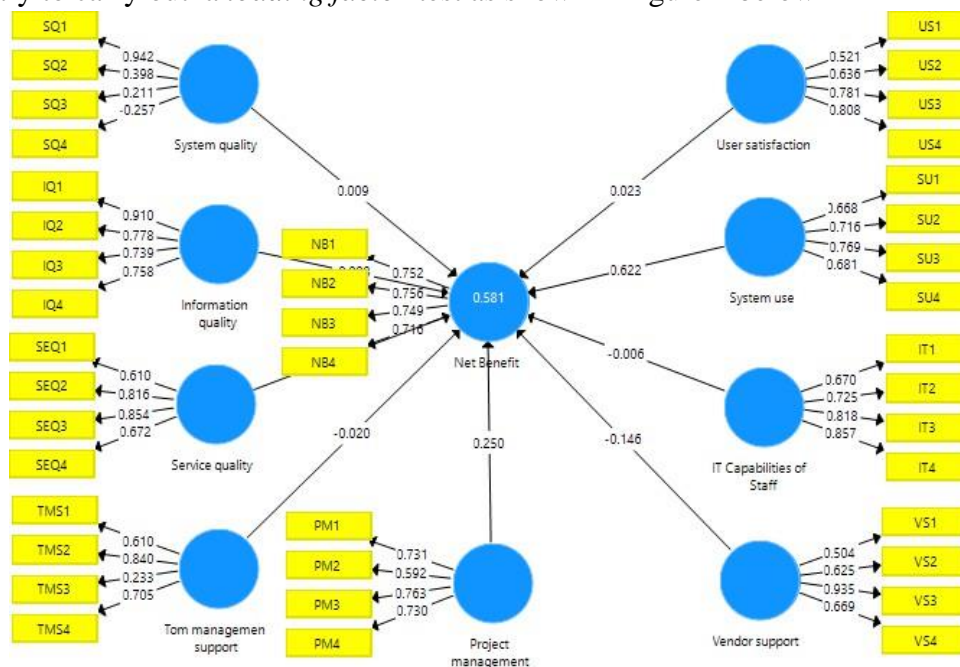 SQ1
SQ2
SQ3
SQ4
0.942
0.398
0.211
-0.257
System quality
0.009
IQ1
IQ2
IQ3
IQ4
0.910
0.778
0.739
0.758
Information
quality
SEQ1
SEQ2
SEQ3
SEQ4
0.610
0.816
0.854
0.672
Service quality
TMS1
TMS2
TMS3
TMS4
0.610
0.840
0.233
0.705
Tom managemen
support
-0.020
NB1
NB2
NB3
NB4
0.752
0.756
0.749
0.716
0.581
Net Benefit
PM1
PM2
PM3
PM4
0.731
0.592
0.763
0.730
Project
management
0.250
US1
US2
US3
US4
0.521
0.636
0.781
0.808
User satisfaction
0.023
SU1
SU2
SU3
SU4
0.668
0.716
0.769
0.681
System use
0.622
IT1
IT2
IT3
IT4
0.670
0.725
0.818
0.857
IT Capabilities of
Staff
-0.006
VS1
VS2
VS3
VS4
0.504
0.625
0.935
0.669
Vendor support
-0.146